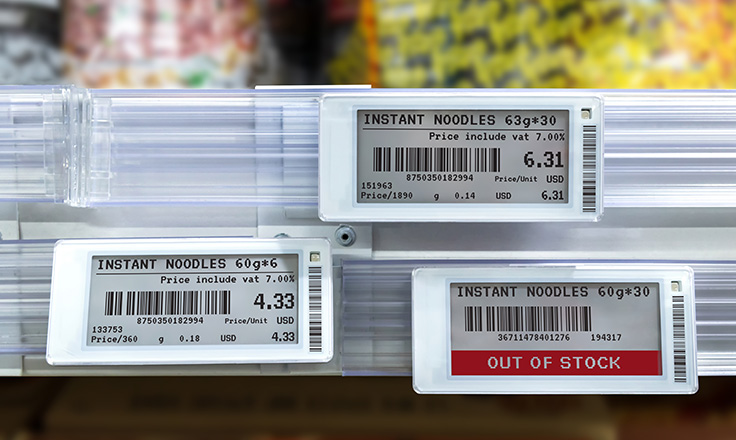 INSTANT NOODLES 63g*30
Price include vat 7.00%
6.31
8750350182994 Price/Unit USD
151963
Price/1890 g 0.14 USD 6.31
INSTANT NOODLES 60g*6
Price include vat 7.00%
4.33
8750350182994 Price/Unit USD
133753
Price/360 g 0.18 USD 4.33
INSTANT NOODLES 60g*30
36711478401276 194317
OUT OF STOCK